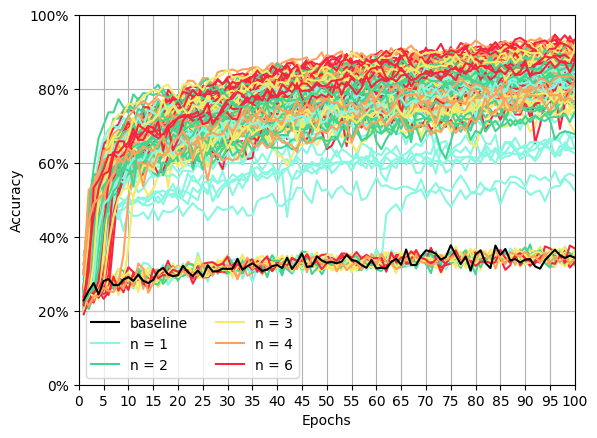 100%
80%
60%
40%
20%
0%
Accuracy
baseline
n = 1
n = 2
n = 3
n = 4
n = 6
0 5 10 15 20 25 30 35 40 45 50 55 60 65 70 75 80 85 90 95 100
Epochs